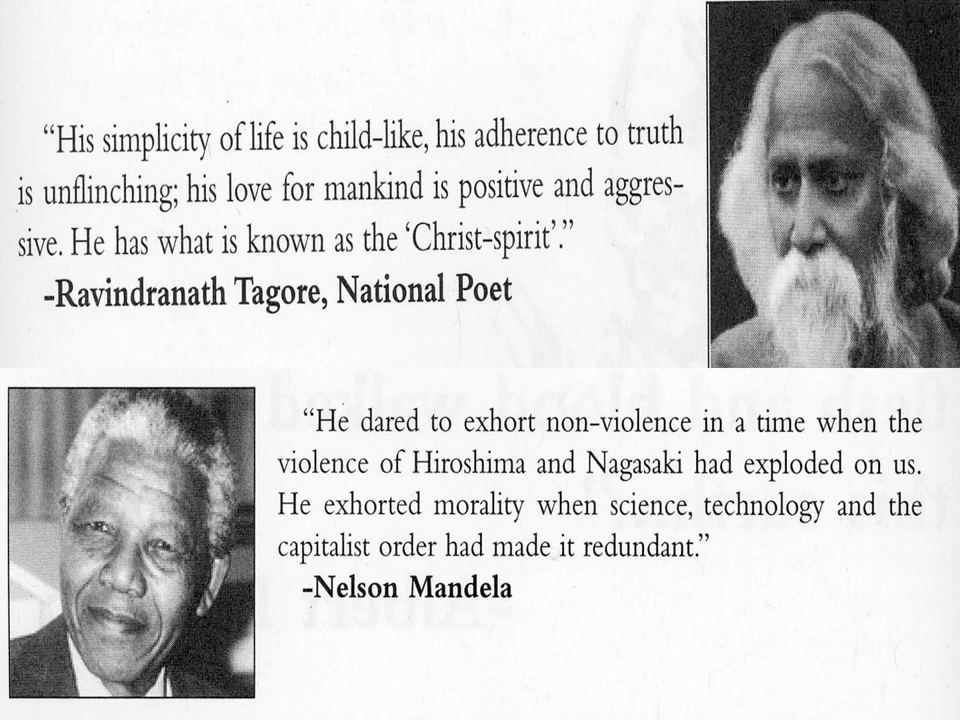 “His simplicity of life is child-like, his adherence to truth
is unflinching; his love for mankind is positive and aggres-
sive. He has what is known as the ‘Christ-spirit’.”
-Ravindranath Tagore, National Poet
“He dared to exhort non-violence in a time when the
violence of Hiroshima and Nagasaki had exploded on us.
He exhorted morality when science, technology and the
capitalist order had made it redundant.”
-Nelson Mandela